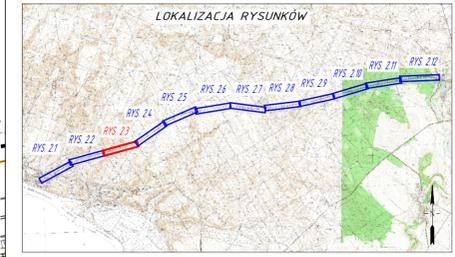 LOKALIZACJA RYSUNKÓW
RYS. 2.1
RYS. 2.2
RYS. 2.3
RYS. 2.4
RYS. 2.5
RYS. 2.6
RYS. 2.7
RYS. 2.8
RYS. 2.9
RYS. 2.10
RYS. 2.11
RYS. 2.12